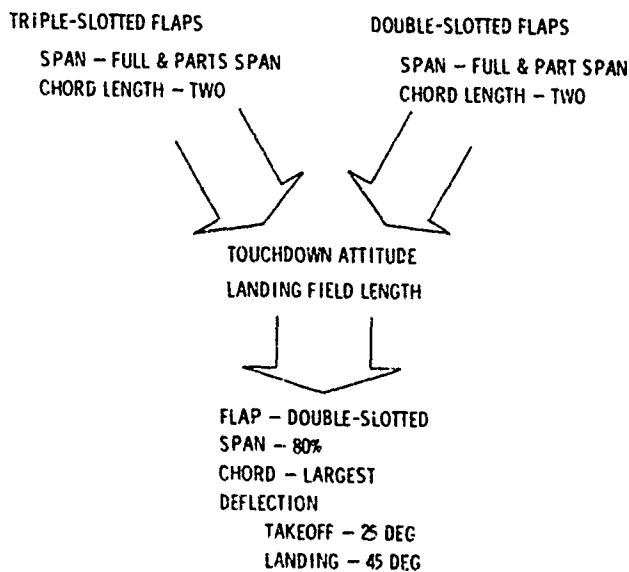 TRIPLE-SLOTTED FLAPS
SPAN – FULL & PARTS SPAN
CHORD LENGTH – TWO
DOUBLE-SLOTTED FLAPS
SPAN – FULL & PART SPAN
CHORD LENGTH – TWO
TOUCHDOWN ATTITUDE
LANDING FIELD LENGTH
FLAP – DOUBLE-SLOTTED
SPAN – 80%
CHORD – LARGEST
DEFLECTION
TAKEOFF – 25 DEG
LANDING – 45 DEG